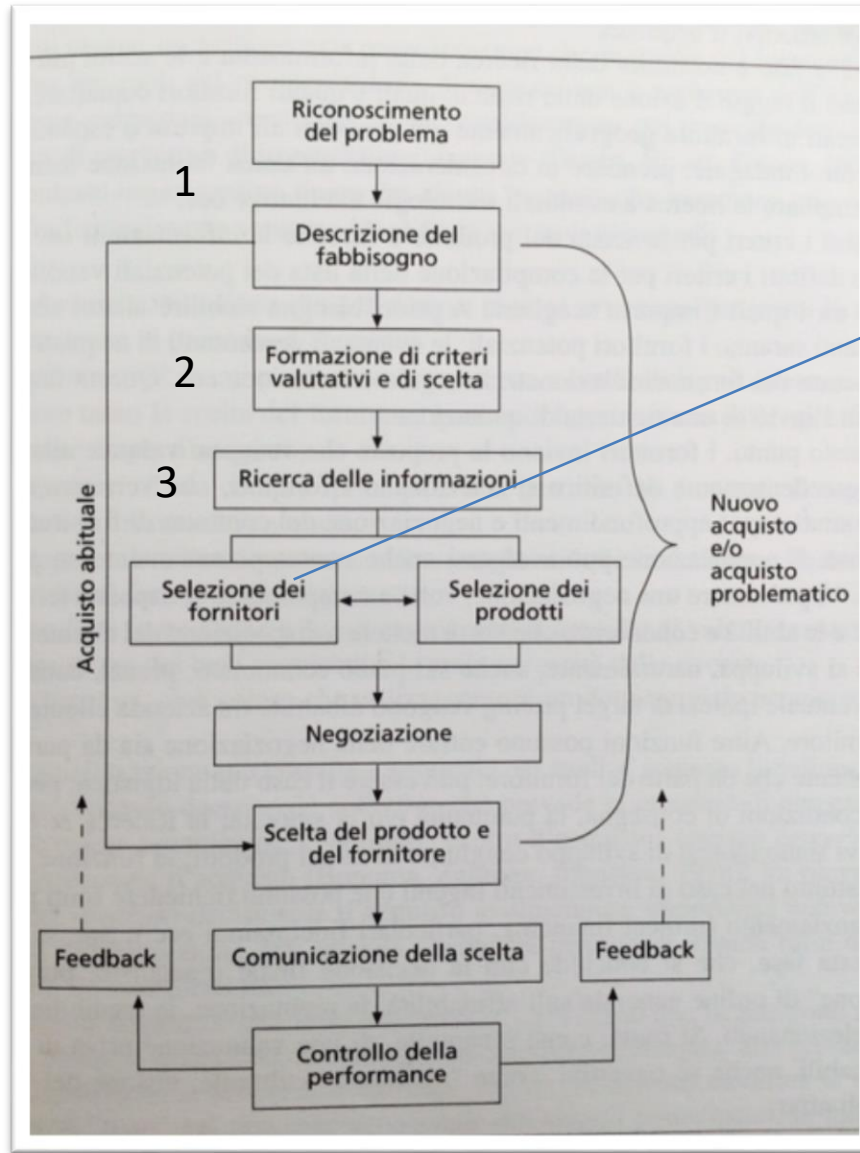 Riconoscimento
del problema
1
Descrizione del
fabbisogno
2
Formazione di criteri
valutativi e di scelta
3
Ricerca delle informazioni
Acquisto abituale
Selezione dei
fornitori
Selezione dei
prodotti
Nuovo
acquisto
e/o
acquisto
problematico
Negoziazione
Scelta del prodotto e
del fornitore
Feedback
Comunicazione della scelta
Feedback
Controllo della
performance